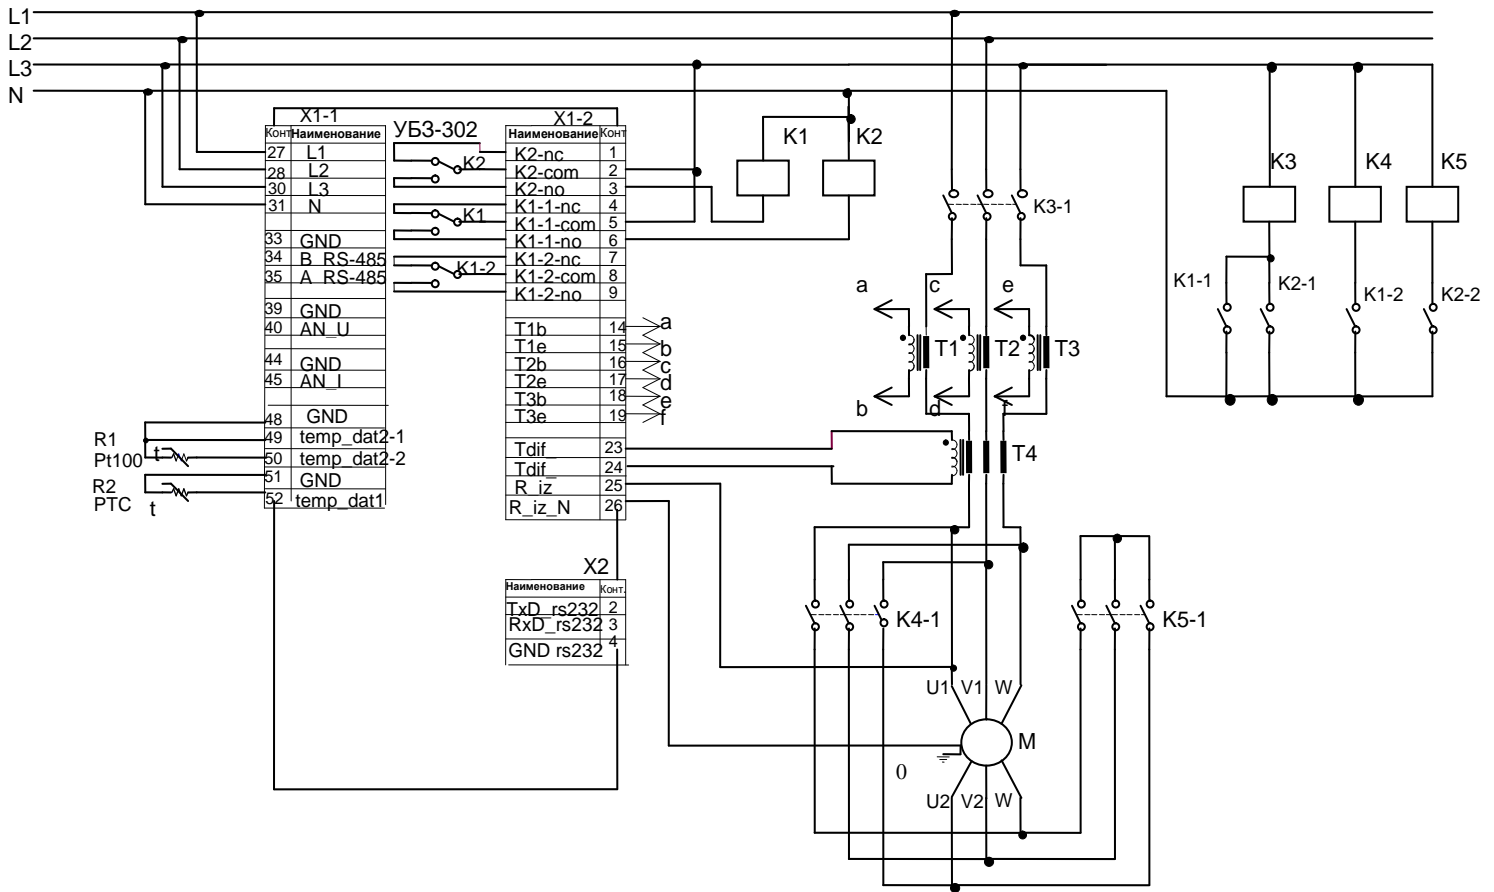 L1
L2
L3
N
X1-1
Конт Наименование
27 L1
28 L2
30 L3
31 N
33 GND
34 B RS-485
35 A RS-485
39 GND
40 AN_U
44 GND
45 AN_I
48 GND
49 temp_dat2-1
50 temp_dat2-2
51 GND
52 temp_dat1
R1
Pt100
t
R2
PTC
t
УБЗ-302
K2
K1
K1-2
X1-2
Наименование Конт
K2-nc 1
K2-com 2
K2-no 3
K1-1-nc 4
K1-1-com 5
K1-1-no 6
K1-2-nc 7
K1-2-com 8
K1-2-no 9
T1b 14
T1e 15
T2b 16
T2e 17
T3b 18
T3e 19
Tdif_ 23
Tdif_ 24
R_iz_ 25
R_iz_N 26
a
b
c
d
e
f
X2
Наименование Конт.
TxD_rs232 2
RxD_rs232 3
GND rs232 4
K1
K2
K3-1
a
c
e
T1
T2
T3
b
d
f
T4
K4-1
K5-1
U1 V1 W
M
0
U2 V2 W
K3
K4
K5
K1-1
K2-1
K1-2
K2-2